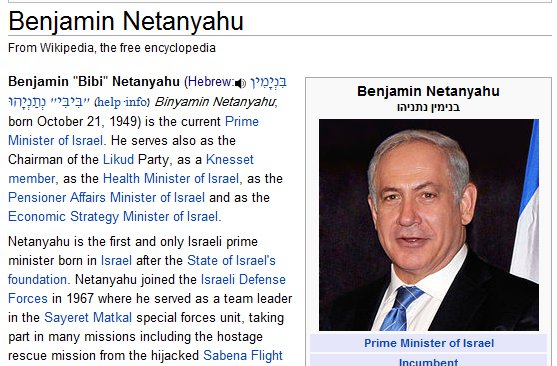 Benjamin Netanyahu
From Wikipedia, the free encyclopedia
Benjamin "Bibi" Netanyahu (Hebrew: בִּנְיָמִין
"בִּיבִּי" נְתַנְיָהוּ (help·info) Binyamin Netanyahu,
born October 21, 1949) is the current Prime
Minister of Israel. He serves also as the
Chairman of the Likud Party, as a Knesset
member, as the Health Minister of Israel, as the
Pensioner Affairs Minister of Israel and as the
Economic Strategy Minister of Israel.
Netanyahu is the first and only Israeli prime
minister born in Israel after the State of Israel's
foundation. Netanyahu joined the Israeli Defense
Forces in 1967 where he served as a team leader
in the Sayeret Matkal special forces unit, taking
part in many missions including the hostage
rescue mission from the hijacked Sabena Flight
Benjamin Netanyahu
בנימין נתניהו
Prime Minister of Israel
Incumbent